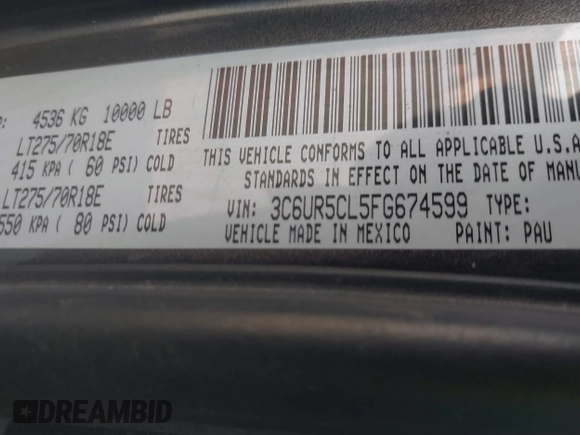 4536 KG 10000 LB
LT275/70R18E TIRES
415 KPA ( 60 PSI) COLD
LT275/70R18E TIRES
550 KPA ( 80 PSI) COLD
THIS VEHICLE CONFORMS TO ALL APPLICABLE U.S.A
STANDARDS IN EFFECT ON THE DATE OF MANU
VIN: 3C6UR5CL5FG674599 TYPE:
VEHICLE MADE IN MEXICO PAINT: PAU
DREAMBID